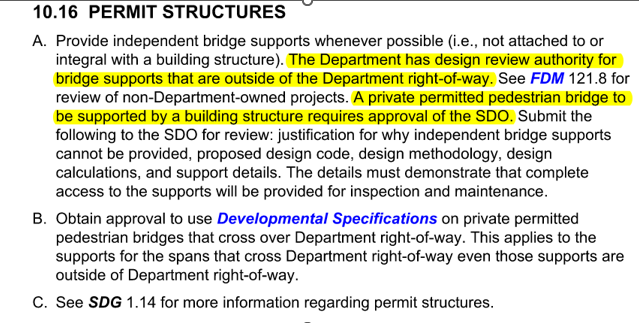 10.16 PERMIT STRUCTURES
A. Provide independent bridge supports whenever possible (i.e., not attached to or
integral with a building structure). The Department has design review authority for
bridge supports that are outside of the Department right-of-way. See FDM 121.8 for
review of non-Department-owned projects. A private permitted pedestrian bridge to
be supported by a building structure requires approval of the SDO. Submit the
following to the SDO for review: justification for why independent bridge supports
cannot be provided, proposed design code, design methodology, design
calculations, and support details. The details must demonstrate that complete
access to the supports will be provided for inspection and maintenance.
B. Obtain approval to use Developmental Specifications on private permitted
pedestrian bridges that cross over Department right-of-way. This applies to the
supports for the spans that cross Department right-of-way even those supports are
outside of Department right-of-way.
C. See SDG 1.14 for more information regarding permit structures.